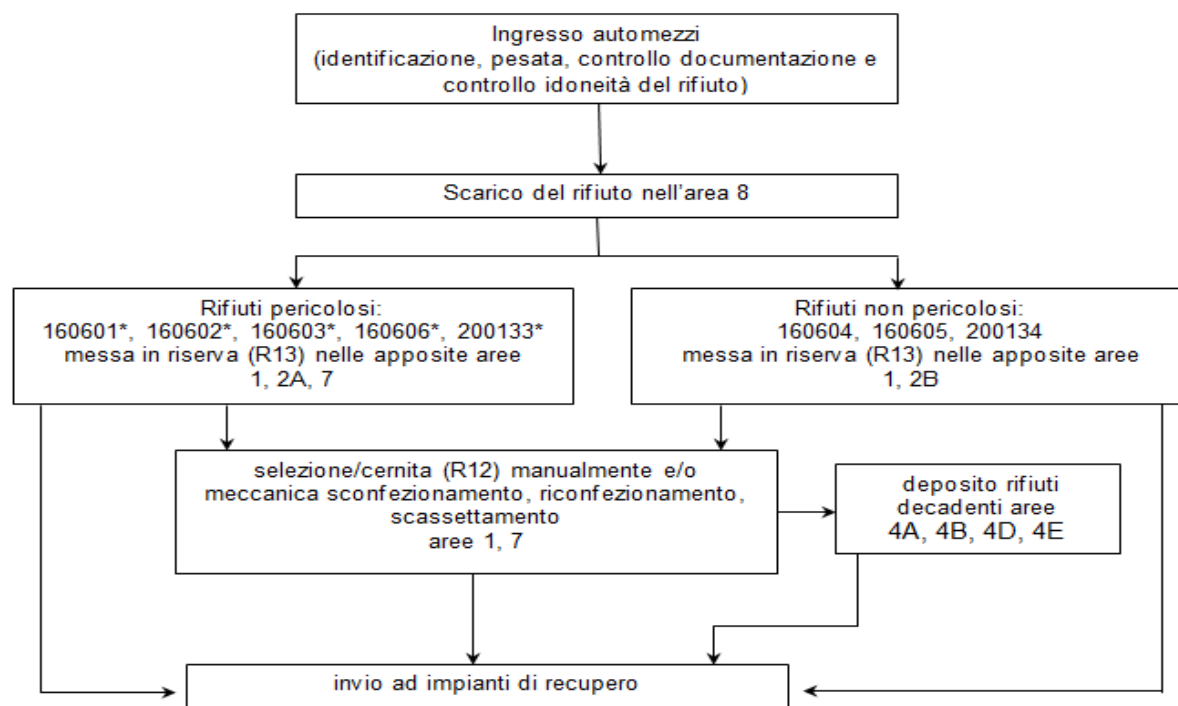 Ingresso automezzi
(identificazione, pesata, controllo documentazione e
controllo idoneità del rifiuto)
Scarico del rifiuto nell'area 8
Rifiuti pericolosi:
160601*, 160602*, 160603*, 160606*, 200133*
messa in riserva (R13) nelle apposite aree
1, 2A, 7
Rifiuti non pericolosi:
160604, 160605, 200134
messa in riserva (R13) nelle apposite aree
1, 2B
selezione/cernita (R12) manualmente e/o
meccanica sconfezionamento, riconfezionamento,
scassettamento
aree 1, 7
deposito rifiuti
decadenti aree
4A, 4B, 4D, 4E
invio ad impianti di recupero